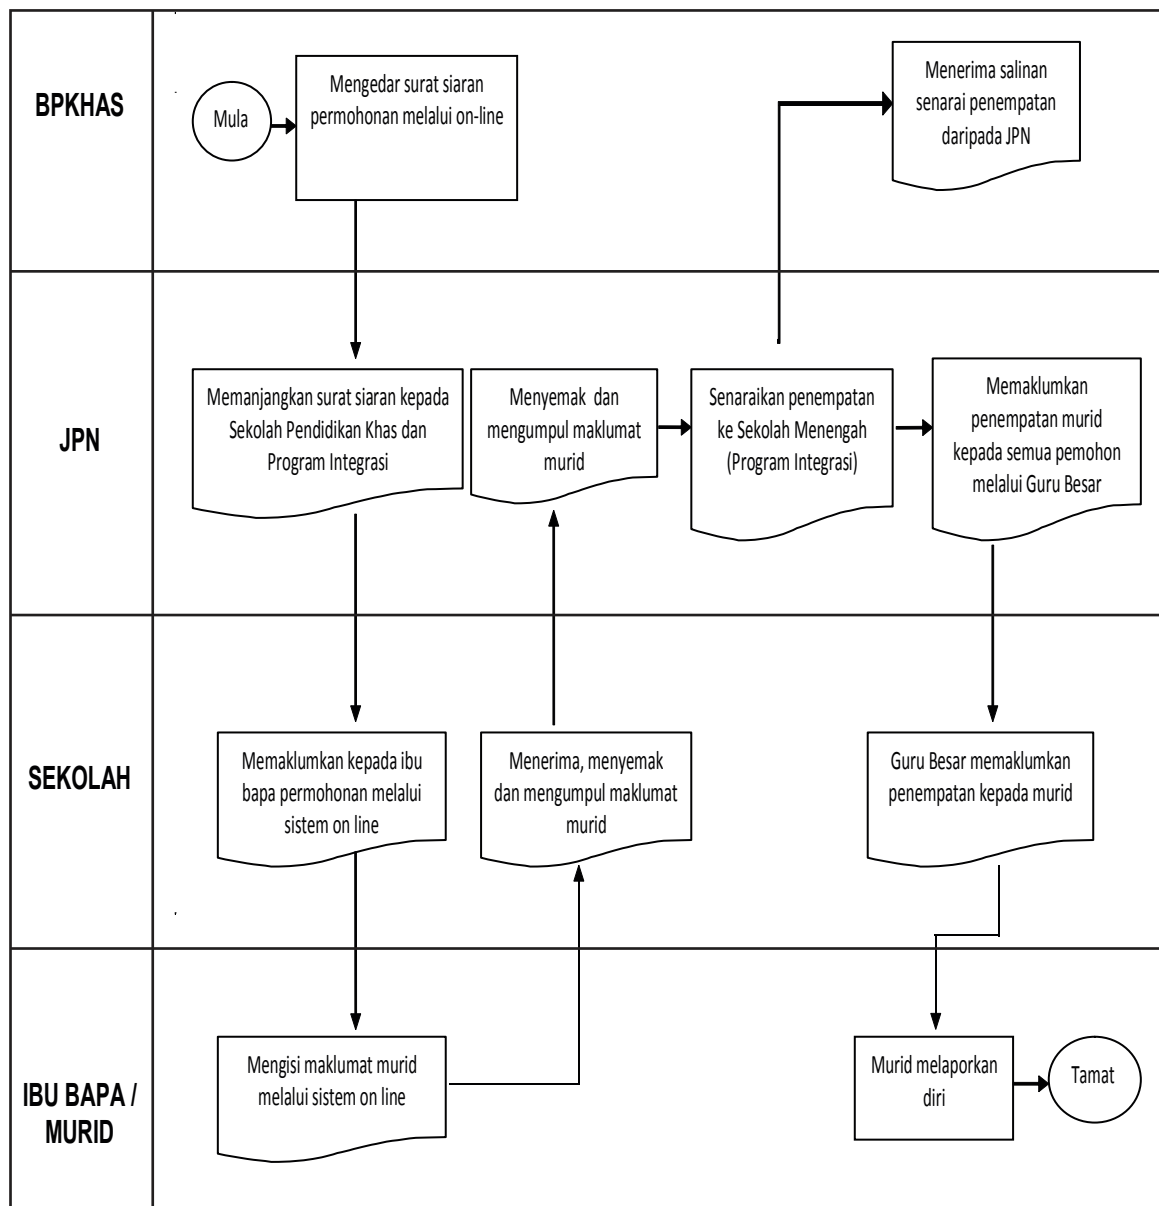 BPKHAS
Mula
Mengedar surat siaran
permohonan melalui on-line
Menerima salinan
senarai penempatan
daripada JPN
JPN
Memanjangkan surat siaran kepada
Sekolah Pendidikan Khas dan
Program Integrasi
Menyemak dan
mengumpul maklumat
murid
Senaraikan penempatan
ke Sekolah Menengah
(Program Integrasi)
Memaklumkan
penempatan murid
kepada semua pemohon
melalui Guru Besar
SEKOLAH
Memaklumkan kepada ibu
bapa permohonan melalui
sistem on line
Menerima, menyemak
dan mengumpul maklumat
murid
Guru Besar memaklumkan
penempatan kepada murid
IBU BAPA /
MURID
Mengisi maklumat murid
melalui sistem on line
Murid melaporkan
diri
Tamat